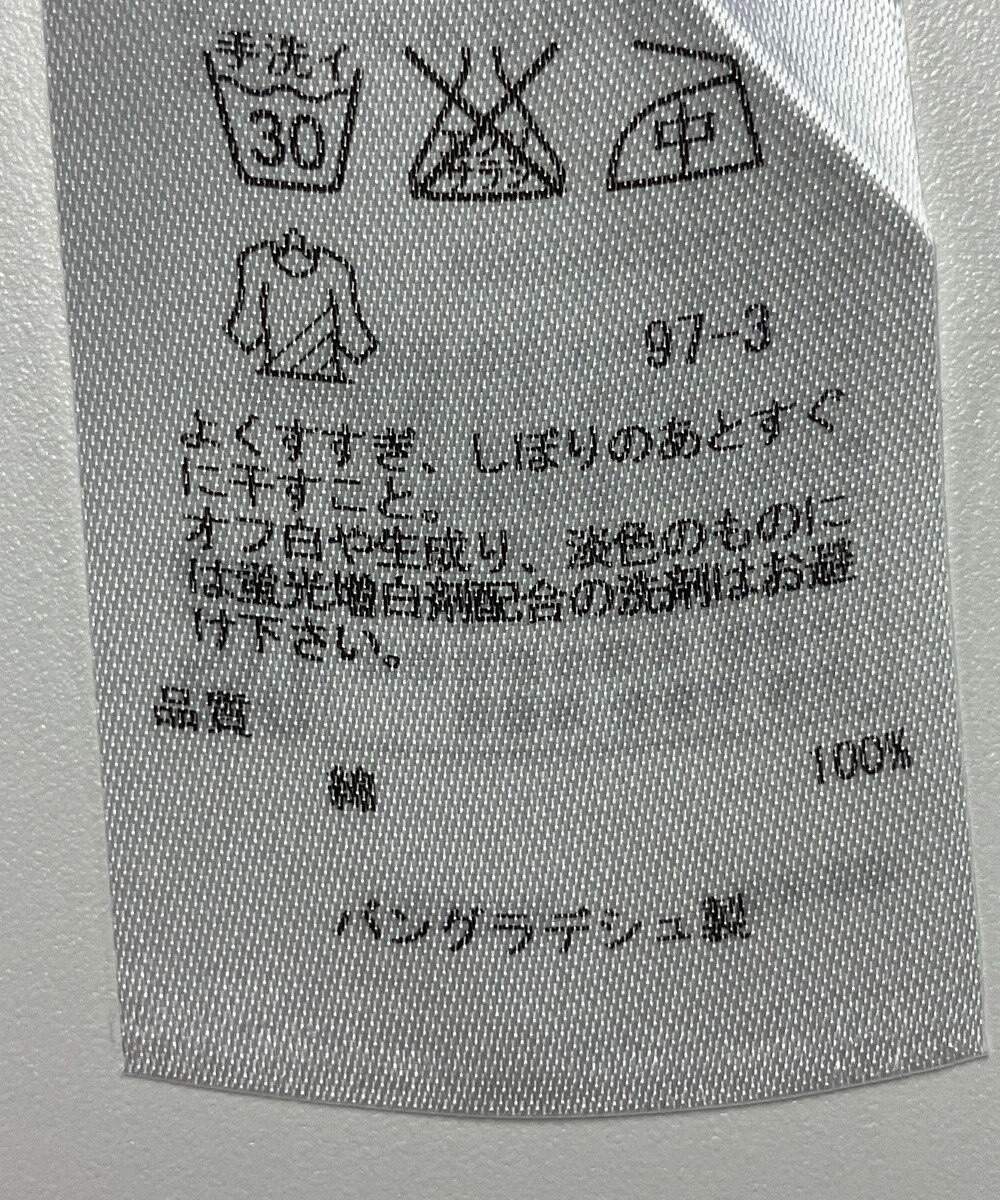 手洗イ
30
中
97-3
よくすすぎ、しぼりのあとすぐ
に干すこと。
オフ白や生成り、淡色のものに
は蛍光増白剤配合の洗剤はお避
け下さい。
品質
綿 100%
バングラデシュ製